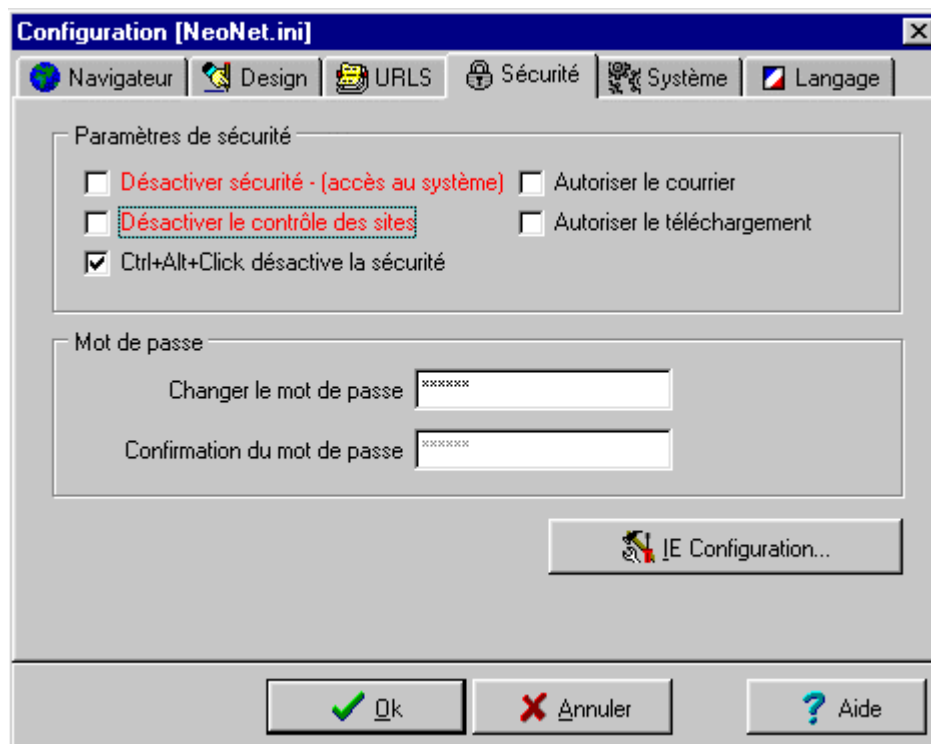 Configuration [NeoNet.ini]
Navigateur Design URLS Sécurité Système Langage
Paramètres de sécurité
Désactiver sécurité - (accès au système) Autoriser le courrier
Désactiver le contrôle des sites Autoriser le téléchargement
Ctrl+Alt+Click désactive la sécurité
Mot de passe
Changer le mot de passe ××××××
Confirmation du mot de passe ××××××
IE Configuration...
Ok Annuler ? Aide